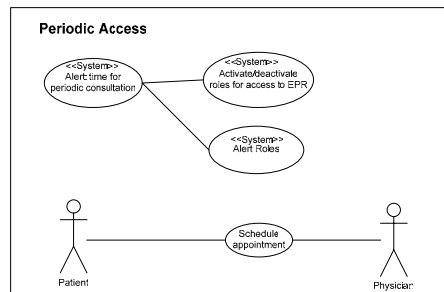 Periodic Access
<<System>>
Alert time for
periodic consultation
<<System>>
Activate/deactivate
roles for access to EPR
<<System>>
Alert Roles
Schedule
appointment
Patient
Physician